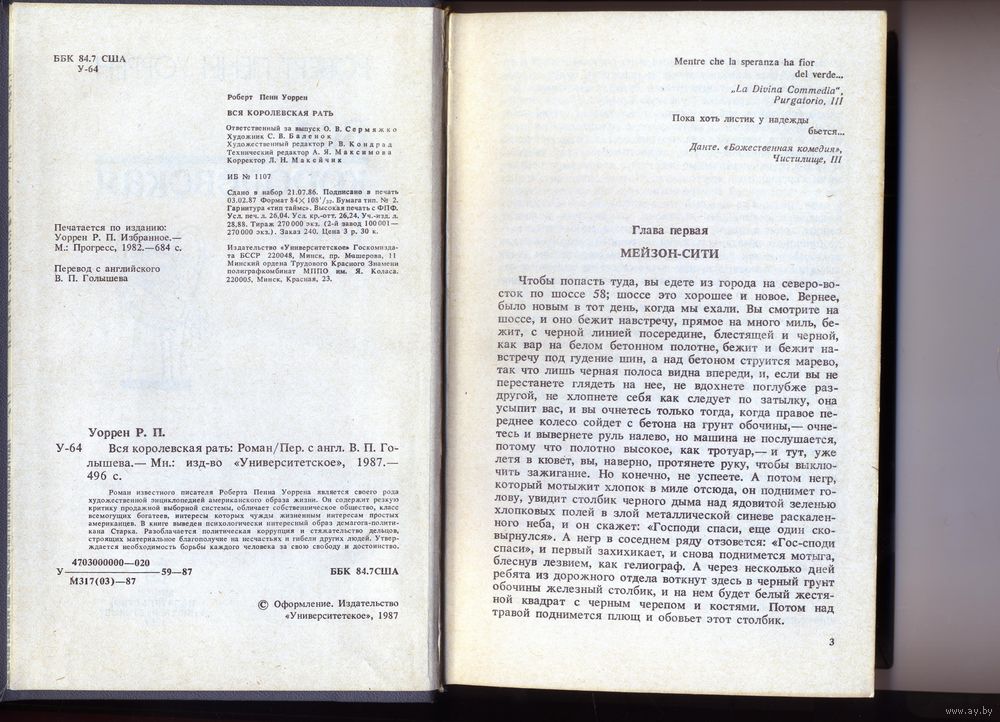 ББК 84.7 США
У-64
Роберт Пенн Уоррен
ВСЯ КОРОЛЕВСКАЯ РАТЬ
Ответственный за выпуск О. В. Сермяжко
Художник С. В. Баленок
Художественный редактор Р В. Кондрад
Технический редактор А. Я. Максимова
Корректор Л. Н. Макейчик
ИБ № 1107
Сдано в набор 21.07.86. Подписано в печать
03.02.87 Формат 84×108¹/₃₂. Бумага тип. № 2.
Гарнитура «тип таймс». Высокая печать с ФПФ.
Усл. печ. л. 26,04. Усл. кр.-отт. 26,24. Уч.-изд. л.
28,88. Тираж 270 000 экз. (2-й завод 100 001—
270 000 экз.). Заказ 240. Цена 3 р. 30 к.
Издательство «Университетское» Госкомизда-
та БССР 220048, Минск, пр. Машерова, 11
Минский ордена Трудового Красного Знамени
полиграфкомбинат МППО им. Я. Коласа.
220005, Минск, Красная, 23.
Печатается по изданию:
Уоррен Р. П. Избранное.—
М.: Прогресс, 1982.—684 с.
Перевод с английского
В. П. Голышева
Уоррен Р. П.
У-64 Вся королевская рать: Роман/Пер. с англ. В. П. Го-
лышева.— Мн.: изд-во «Университетское», 1987.—
496 с.
Роман известного писателя Роберта Пенна Уоррена является своего рода
художественной энциклопедией американского образа жизни. Он содержит резкую
критику продажной выборной системы, обличает собственническое общество, класс
всемогущих богатеев, интересы которых чужды жизненным интересам простых
американцев. В книге выведен психологически интересный образ демагога-полити-
кана Старка. Разоблачается политическая коррупция и стяжательство дельцов,
строящих материальное благополучие на несчастьях и гибели других людей. Утвер-
ждается необходимость борьбы каждого человека за свою свободу и достоинство.
4703000000—020
У 59—87
М317(03)—87
ББК 84.7США
© Оформление. Издательство
«Университетское», 1987
Mentre che la speranza ha fior
del verde...
„La Divina Commedia“,
Purgatorio, III
Пока хоть листик у надежды
бьется...
Данте. «Божественная комедия»,
Чистилище, III
Глава первая
МЕЙЗОН-СИТИ
Чтобы попасть туда, вы едете из города на северо-во-
сток по шоссе 58; шоссе это хорошее и новое. Вернее,
было новым в тот день, когда мы ехали. Вы смотрите на
шоссе, и оно бежит навстречу, прямое на много миль, бе-
жит, с черной линией посередине, блестящей и черной,
как вар на белом бетонном полотне, бежит и бежит на-
встречу под гудение шин, а над бетоном струится марево,
так что лишь черная полоса видна впереди, и, если вы не
перестанете глядеть на нее, не вдохнете поглубже раз-
другой, не хлопнете себя как следует по затылку, она
усыпит вас, и вы очнетесь только тогда, когда правое пе-
реднее колесо сойдет с бетона на грунт обочины,— очне-
тесь и вывернете руль налево, но машина не послушается,
потому что полотно высокое, как тротуар,— и тут, уже
летя в кювет, вы, наверно, протянете руку, чтобы выклю-
чить зажигание. Но конечно, не успеете. А потом негр,
который мотыжит хлопок в миле отсюда, он поднимет го-
лову, увидит столбик черного дыма над ядовитой зеленью
хлопковых полей в злой металлической синеве раскален-
ного неба, и он скажет: «Господи спаси, еще один ско-
вырнулся». А негр в соседнем ряду отзовется: «Гос-споди
спаси», и первый захихикает, и снова поднимется мотыга,
блеснув лезвием, как гелиограф. А через несколько дней
ребята из дорожного отдела воткнут здесь в черный грунт
обочины железный столбик, и на нем будет белый жестя-
ной квадрат с черным черепом и костями. Потом над
травой поднимется плющ и обовьет этот столбик.
3
www.ay.by